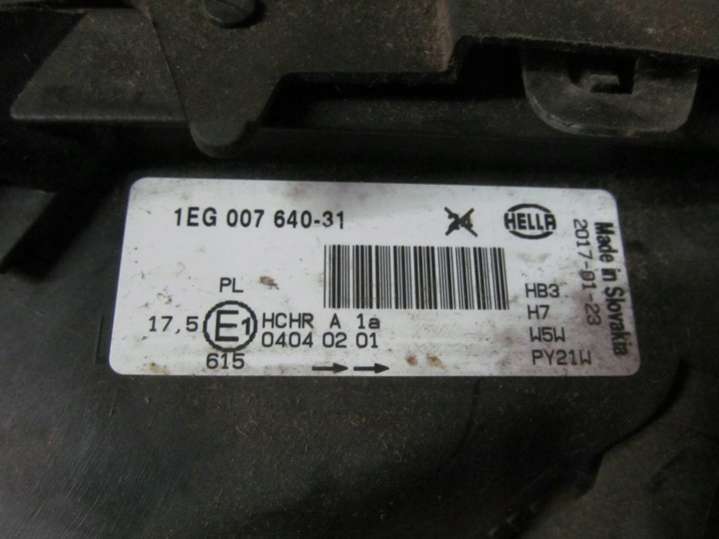 1EG 007 640-31
24
HELLA
Made in Slovakia
2017-01-23
PL
17,5
E1
615
HCHR A 1a
0404 02 01
HB3
H7
W5W
PY21W